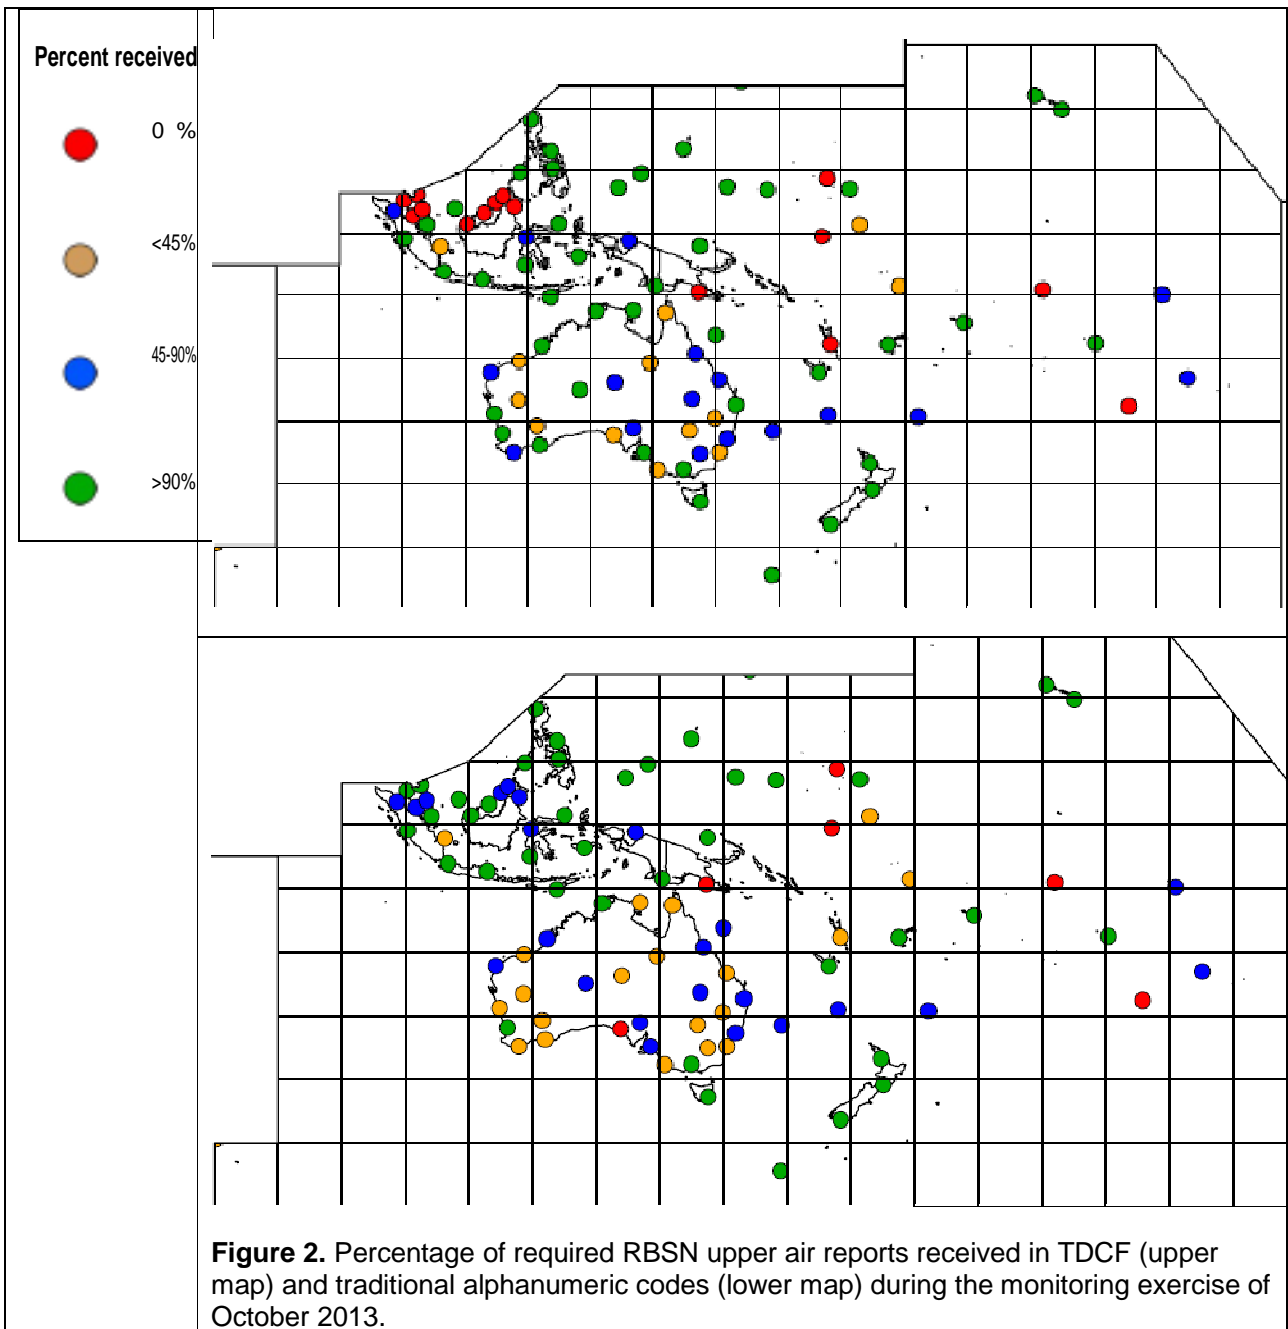 Percent received
0 %
<45%
45-90%
>90%
Figure 2. Percentage of required RBSN upper air reports received in TDCF (upper
map) and traditional alphanumeric codes (lower map) during the monitoring exercise of
October 2013.